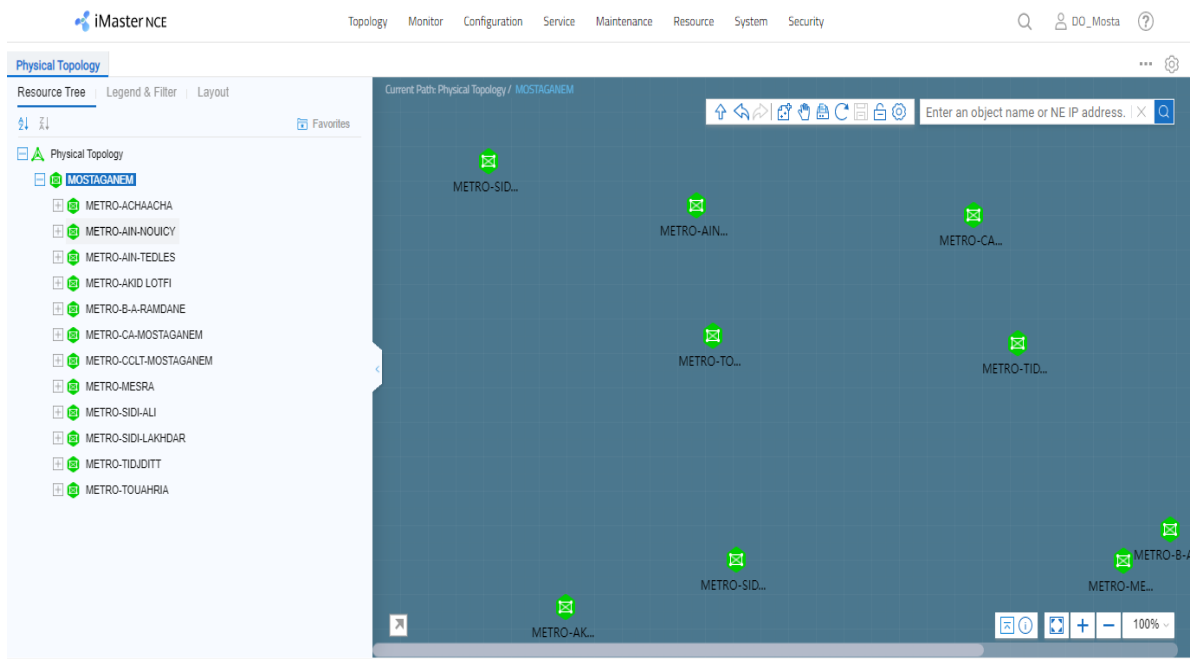 iMaster NCE
Topology Monitor Configuration Service Maintenance Resource System Security
DO_Mosta
Physical Topology
Resource Tree Legend & Filter Layout
Favorites
Physical Topology
MOSTAGANEM
METRO-ACHAACHA
METRO-AIN-NOUICY
METRO-AIN-TEDLES
METRO-AKID LOTFI
METRO-B-A-RAMDANE
METRO-CA-MOSTAGANEM
METRO-CCLT-MOSTAGANEM
METRO-MESRA
METRO-SIDI-ALI
METRO-SIDI-LAKHDAR
METRO-TIDJDITT
METRO-TOUAHRIA
Current Path: Physical Topology / MOSTAGANEM
Enter an object name or NE IP address.
METRO-SID...
METRO-AIN...
METRO-CA...
METRO-TO...
METRO-TID...
METRO-B-A
METRO-SID...
METRO-ME...
METRO-AK...
100%